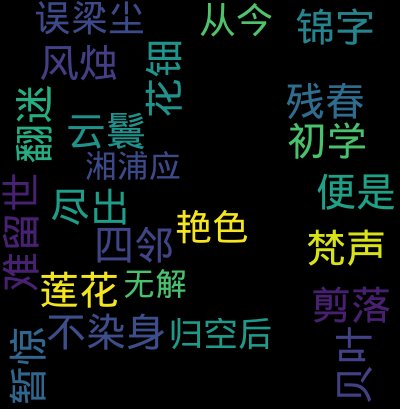 误梁尘
从今
锦字
风烛
花钿
残春
翻迷
云鬟
初学
湘浦应
难留世
勿出
便是
艳色
四邻
梵声
莲花
无解
剪落
暂惊
不染身
归空后
贝叶